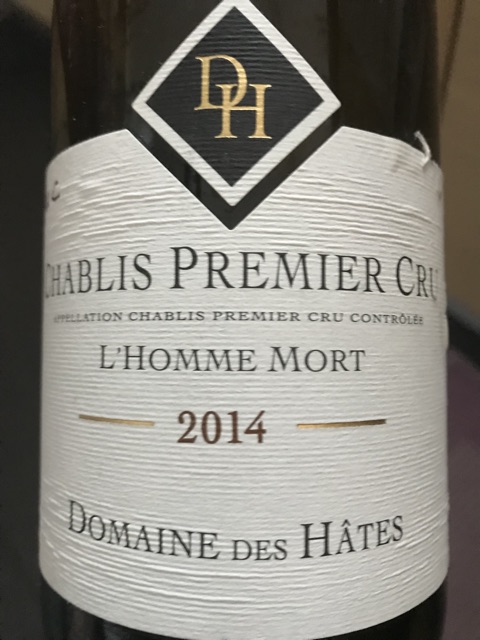 DH
CHABLIS PREMIER CRU
APPELLATION CHABLIS PREMIER CRU CONTRÔLÉE
L'HOMME MORT
2014
DOMAINE DES HÂTES